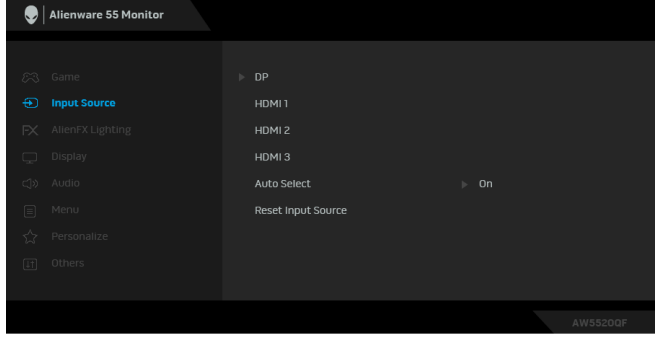 Alienware 55 Monitor
Game
Input Source
AlienFX Lighting
Display
Audio
Menu
Personalize
Others
DP
HDMI 1
HDMI 2
HDMI 3
Auto Select On
Reset Input Source
AW5520QF